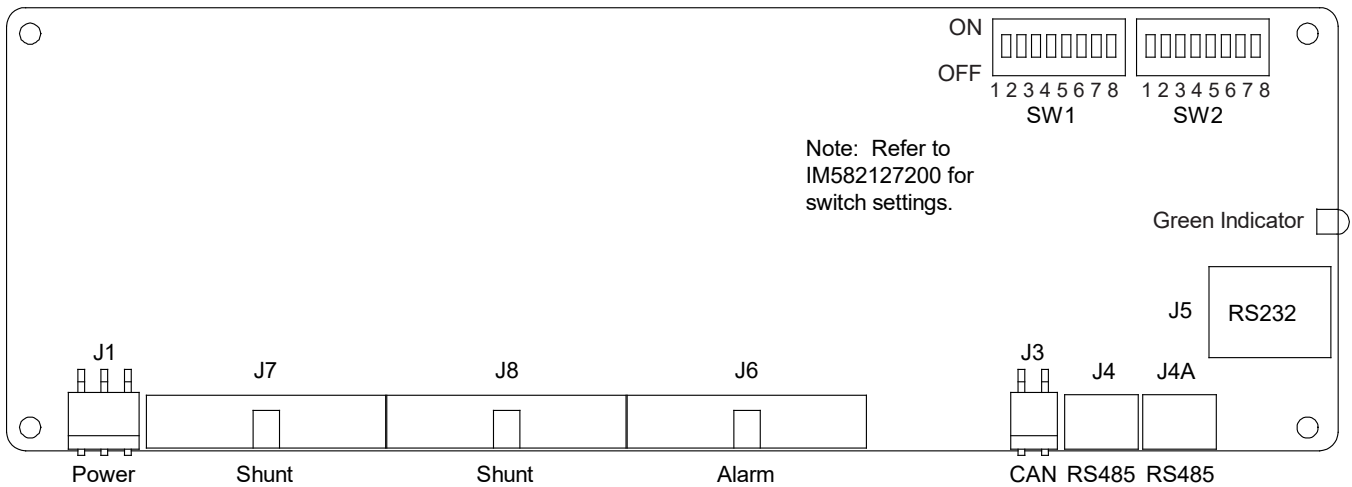 ON
OFF
1 2 3 4 5 6 7 8
1 2 3 4 5 6 7 8
SW1
SW2
Note: Refer to
IM582127200 for
switch settings.
Green Indicator
J5
RS232
J1
J7
J8
J6
J3
J4
J4A
Power
Shunt
Shunt
Alarm
CAN
RS485
RS485